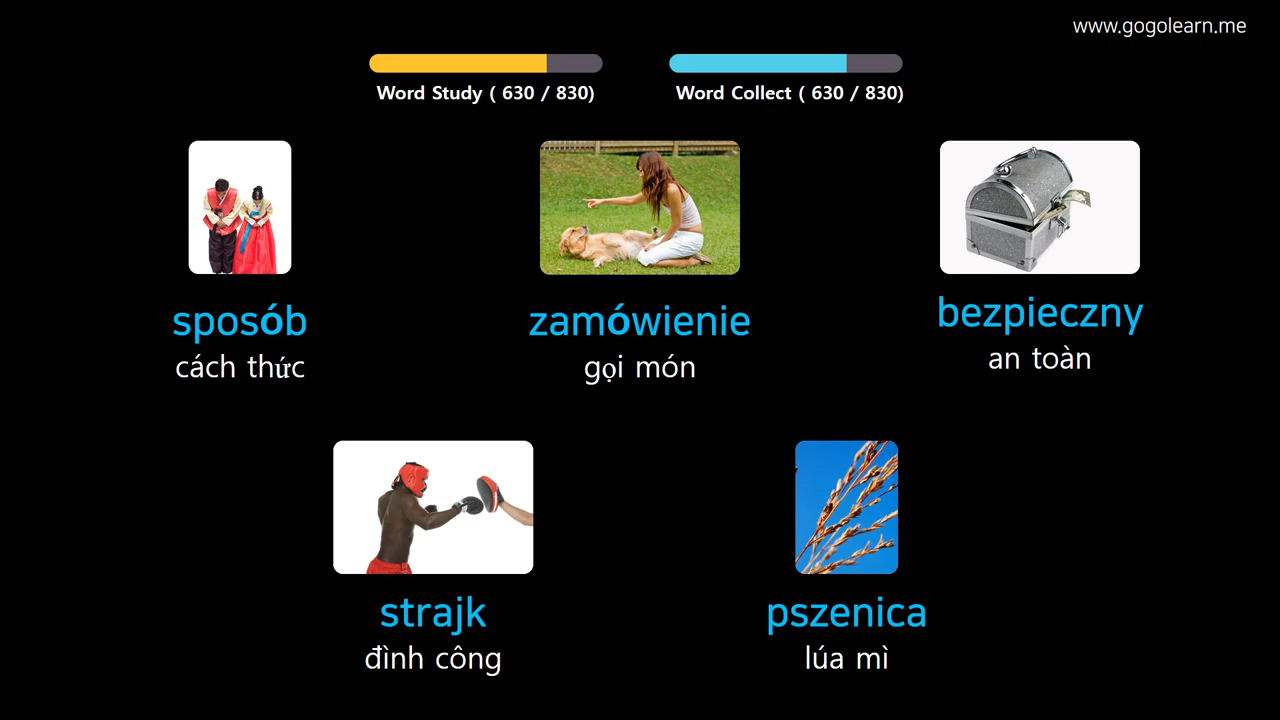 www.gogolearn.me
Word Study ( 630 / 830)
Word Collect ( 630 / 830)
sposób
cách thức
zamówienie
gọi món
bezpieczny
an toàn
strajk
đình công
pszenica
lúa mì